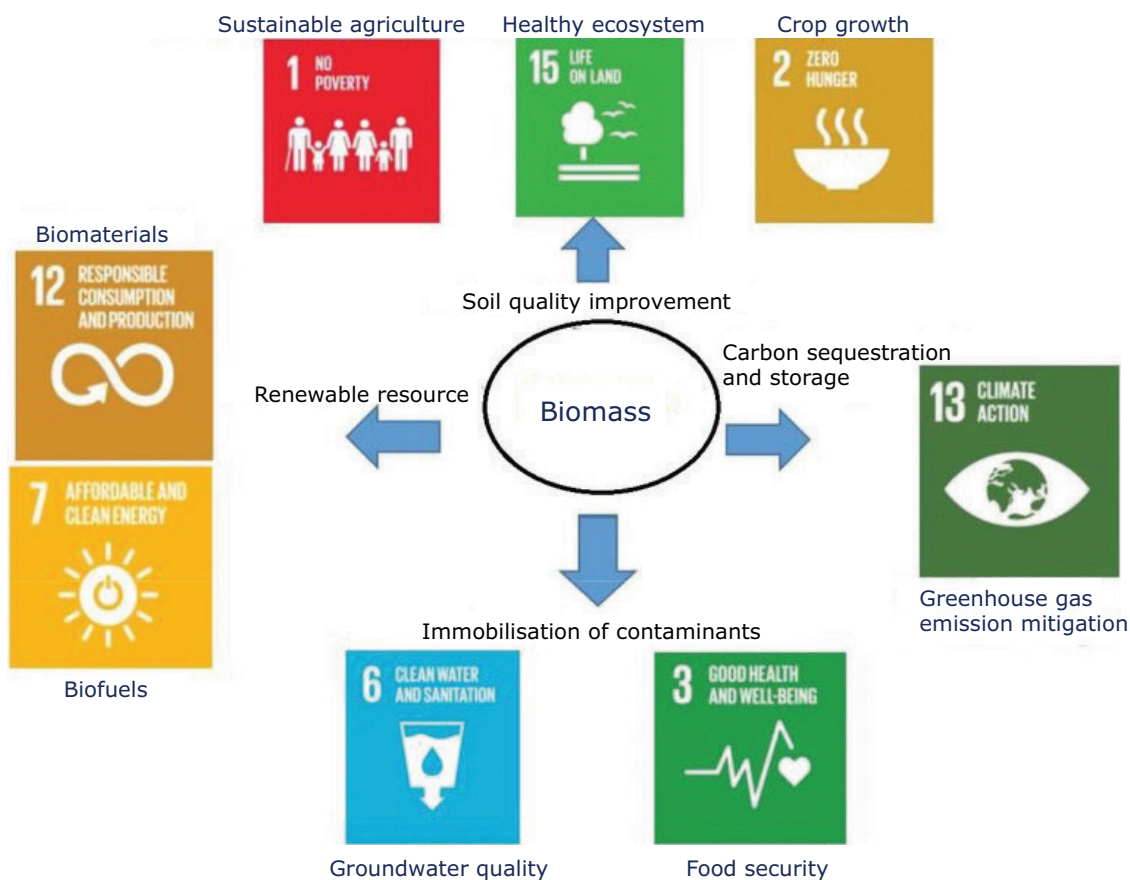 Sustainable agriculture
Healthy ecosystem
Crop growth
1 NO
POVERTY
15 LIFE
ON LAND
2 ZERO
HUNGER
Biomaterials
12 RESPONSIBLE
CONSUMPTION
AND PRODUCTION
Soil quality improvement
Carbon sequestration
and storage
Renewable resource
Biomass
13 CLIMATE
ACTION
7 AFFORDABLE AND
CLEAN ENERGY
Biofuels
Greenhouse gas
emission mitigation
Immobilisation of contaminants
6 CLEAN WATER
AND SANITATION
3 GOOD HEALTH
AND WELL-BEING
Groundwater quality
Food security